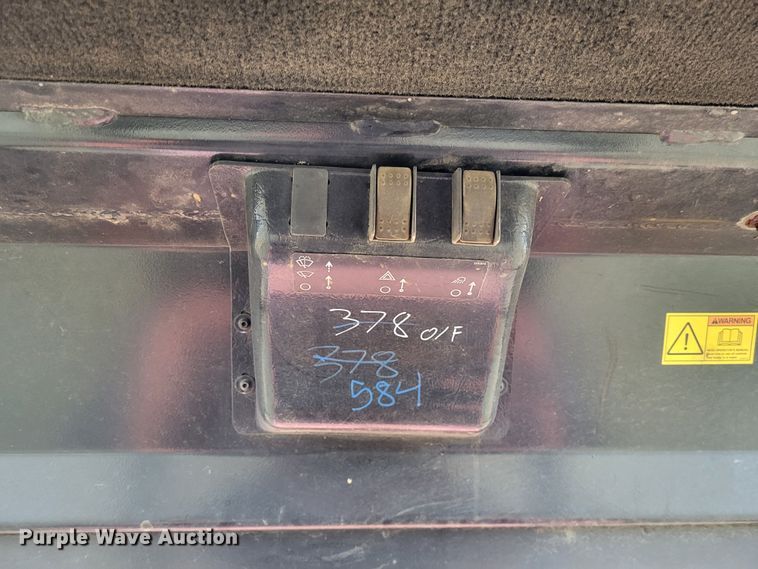 378 O/F
378
584
WARNING
Purple Wave Auction